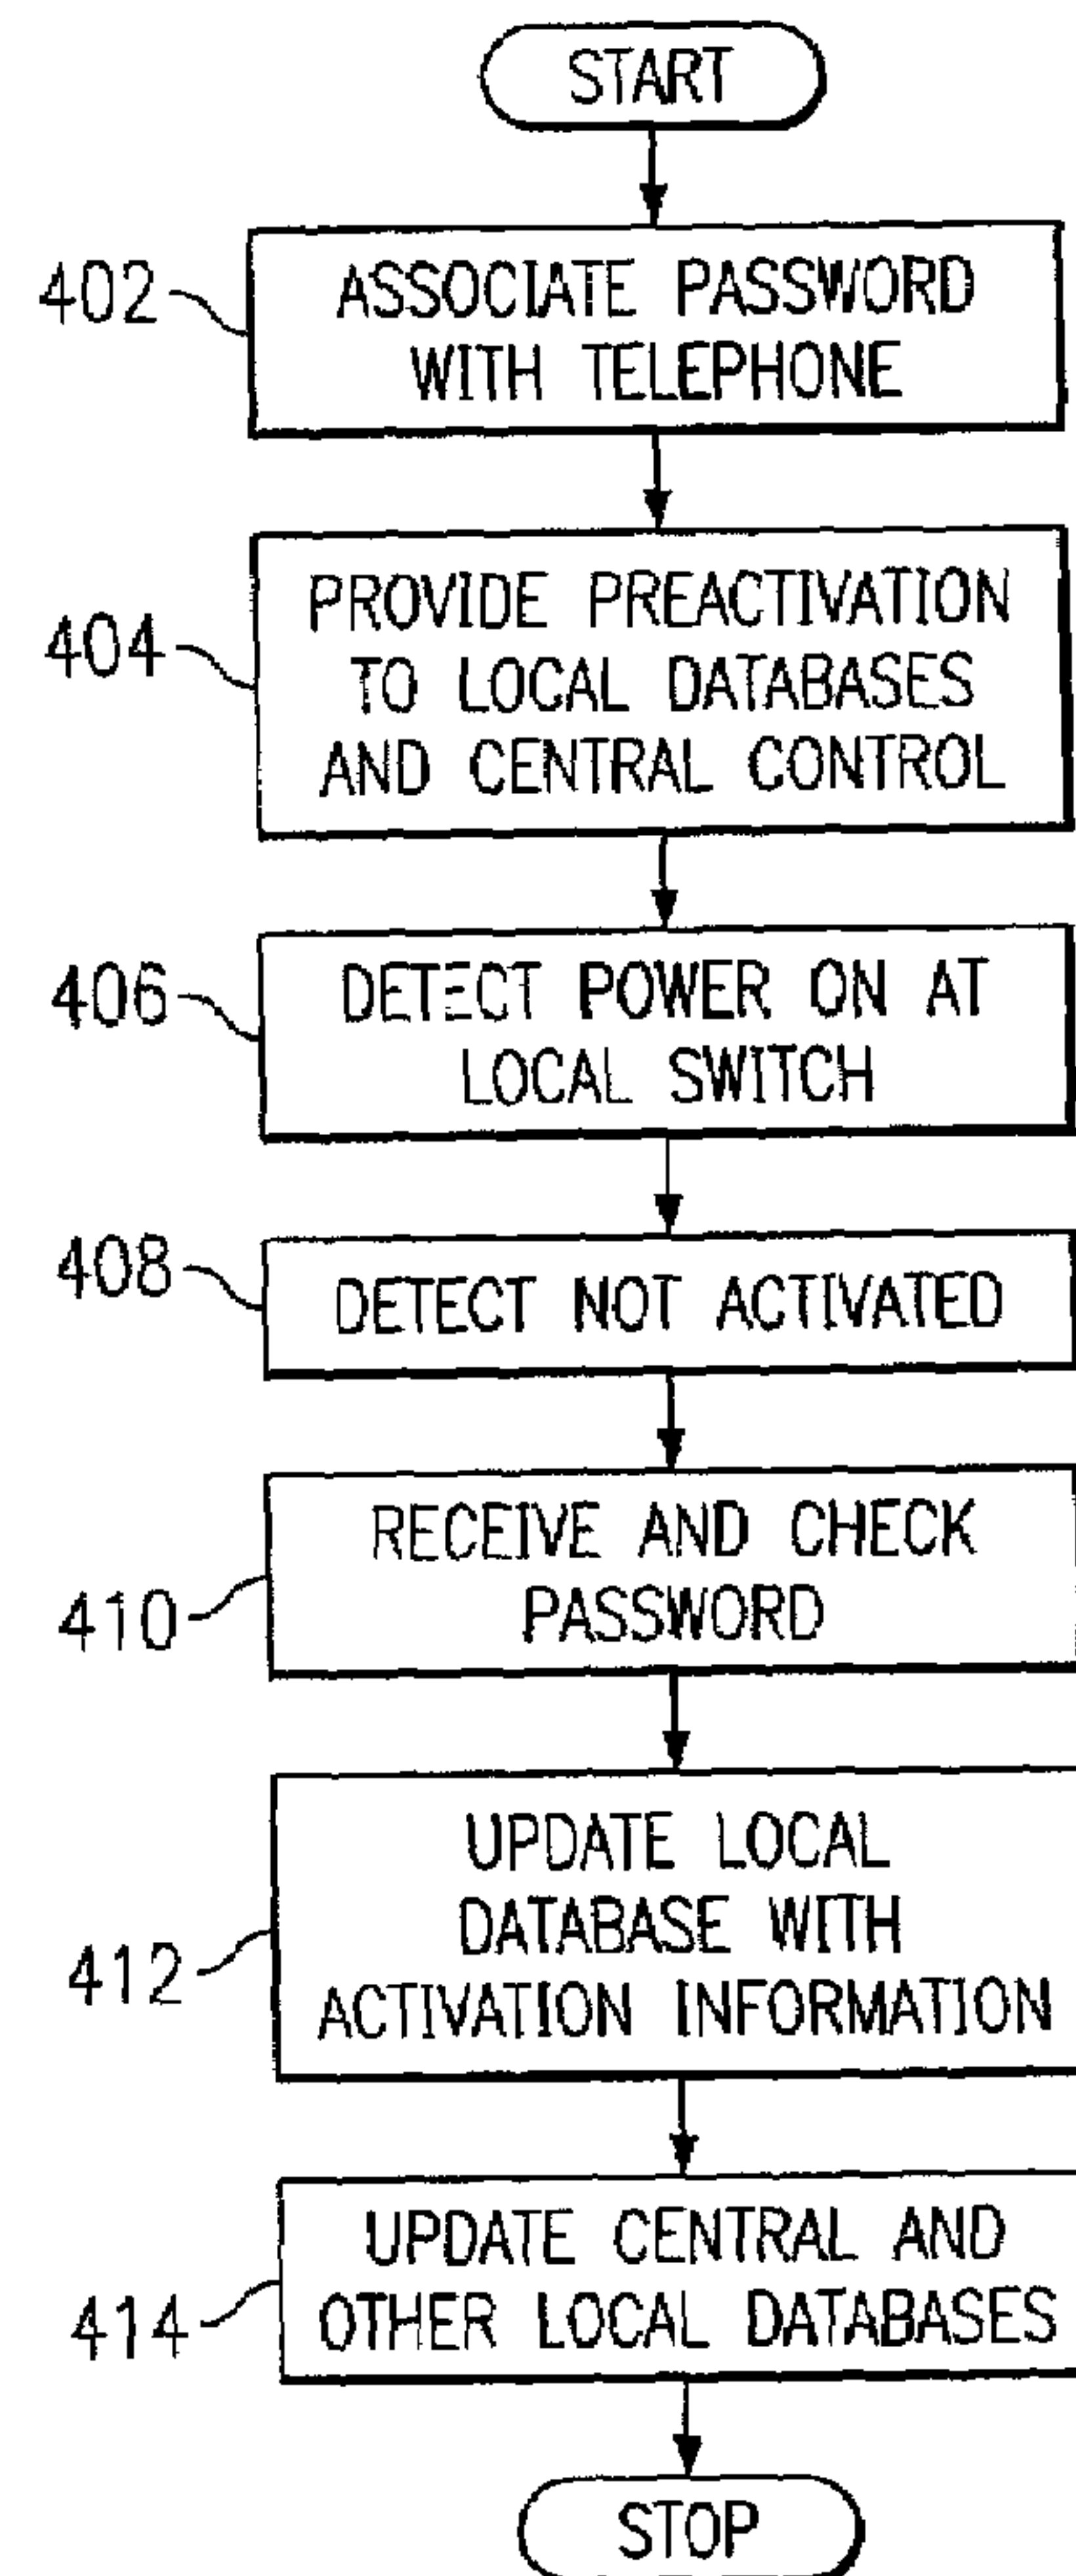 START
402
ASSOCIATE PASSWORD
WITH TELEPHONE
404
PROVIDE PREACTIVATION
TO LOCAL DATABASES
AND CENTRAL CONTROL
406
DETECT POWER ON AT
LOCAL SWITCH
408
DETECT NOT ACTIVATED
410
RECEIVE AND CHECK
PASSWORD
412
UPDATE LOCAL
DATABASE WITH
ACTIVATION INFORMATION
414
UPDATE CENTRAL AND
OTHER LOCAL DATABASES
STOP